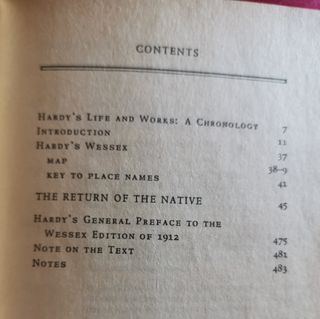 CONTENTS
HARDY'S LIFE AND WORKS: A CHRONOLOGY 7
INTRODUCTION 11
HARDY'S WESSEX 37
MAP 38-9
KEY TO PLACE NAMES 41
THE RETURN OF THE NATIVE 45
HARDY'S GENERAL PREFACE TO THE
WESSEX EDITION OF 1912 475
NOTE ON THE TEXT 481
NOTES 483